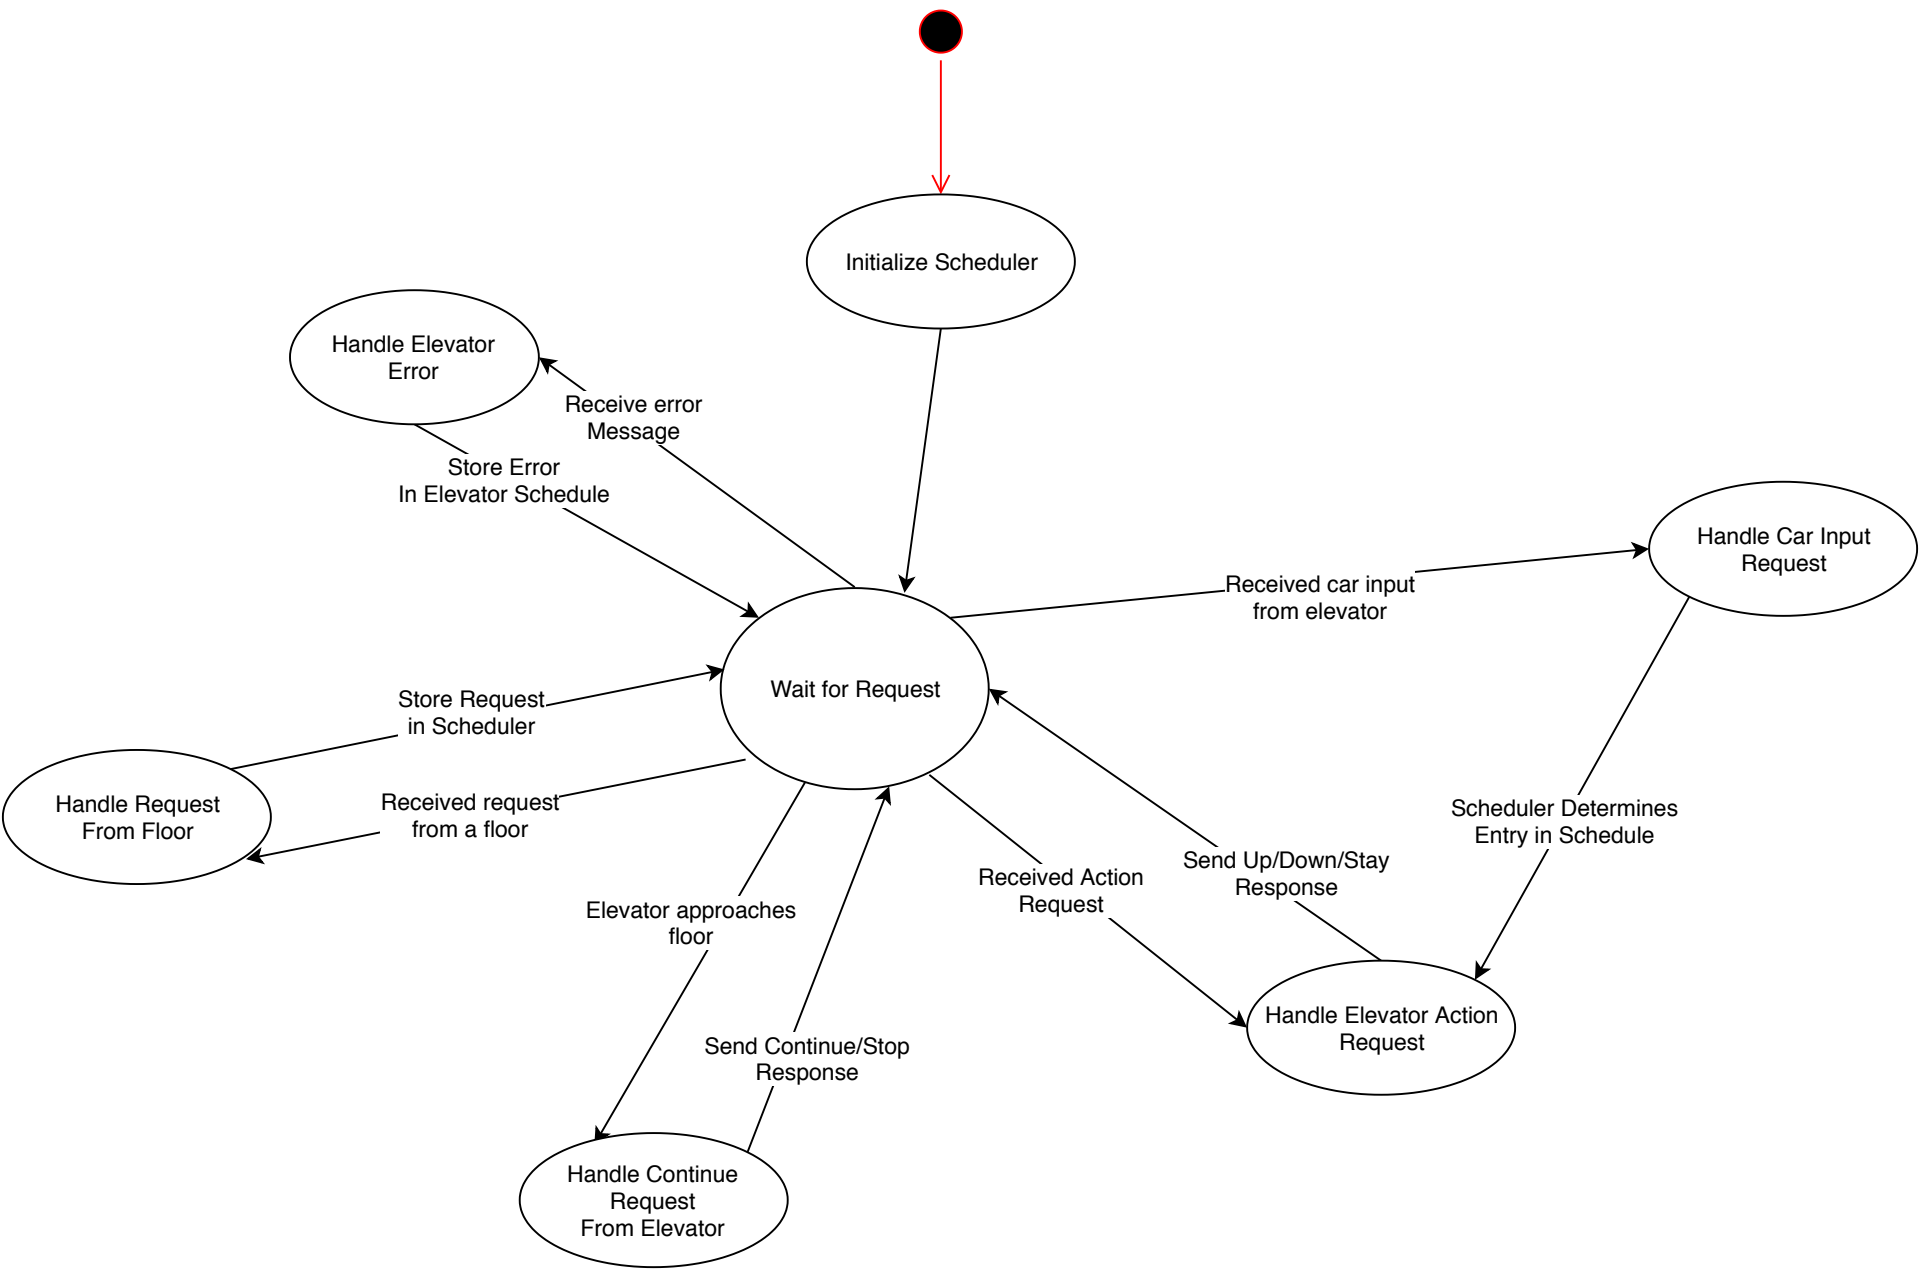 Initialize Scheduler
Handle Elevator
Error
Receive error
Message
Store Error
In Elevator Schedule
Handle Car Input
Request
Received car input
from elevator
Wait for Request
Store Request
in Scheduler
Handle Request
From Floor
Received request
from a floor
Scheduler Determines
Entry in Schedule
Send Up/Down/Stay
Response
Received Action
Request
Elevator approaches
floor
Handle Elevator Action
Request
Send Continue/Stop
Response
Handle Continue
Request
From Elevator